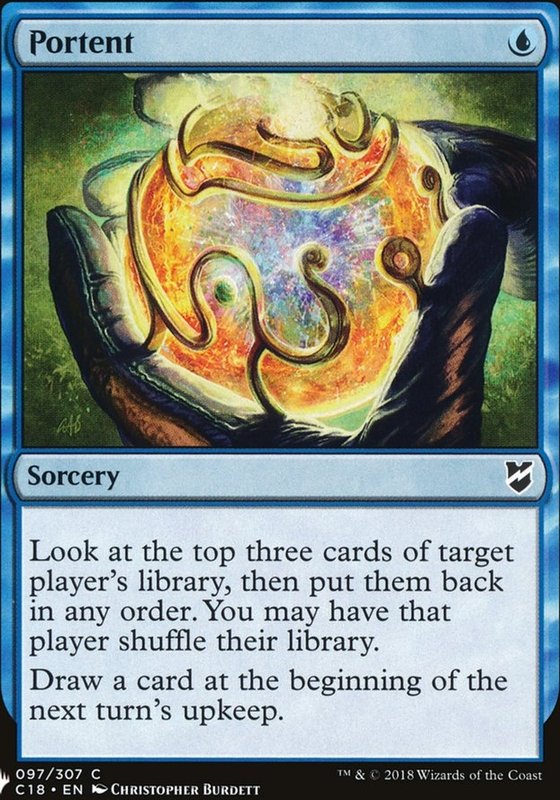 Portent
Sorcery
Look at the top three cards of target
player's library, then put them back
in any order. You may have that
player shuffle their library.
Draw a card at the beginning of the
next turn's upkeep.
097/307 C
C18 • EN Christopher Burdett
™ & © 2018 Wizards of the Coast